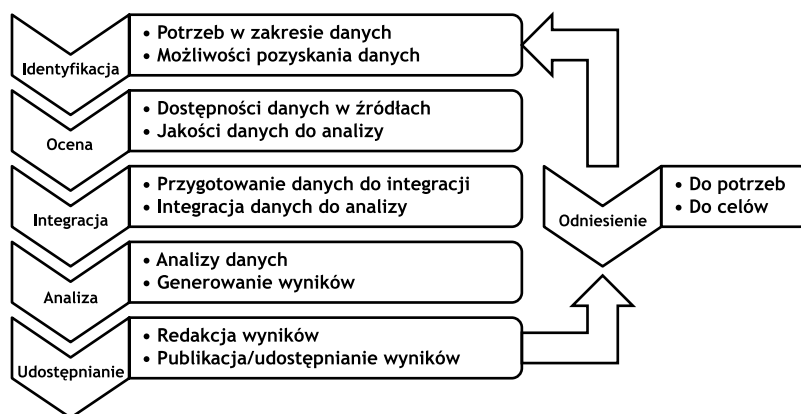 Identyfikacja
• Potrzeb w zakresie danych
• Możliwości pozyskania danych
Ocena
• Dostępności danych w źródłach
• Jakości danych do analizy
Integracja
• Przygotowanie danych do integracji
• Integracja danych do analizy
Analiza
• Analizy danych
• Generowanie wyników
Udostępnianie
• Redakcja wyników
• Publikacja/udostępnianie wyników
Odniesienie
• Do potrzeb
• Do celów